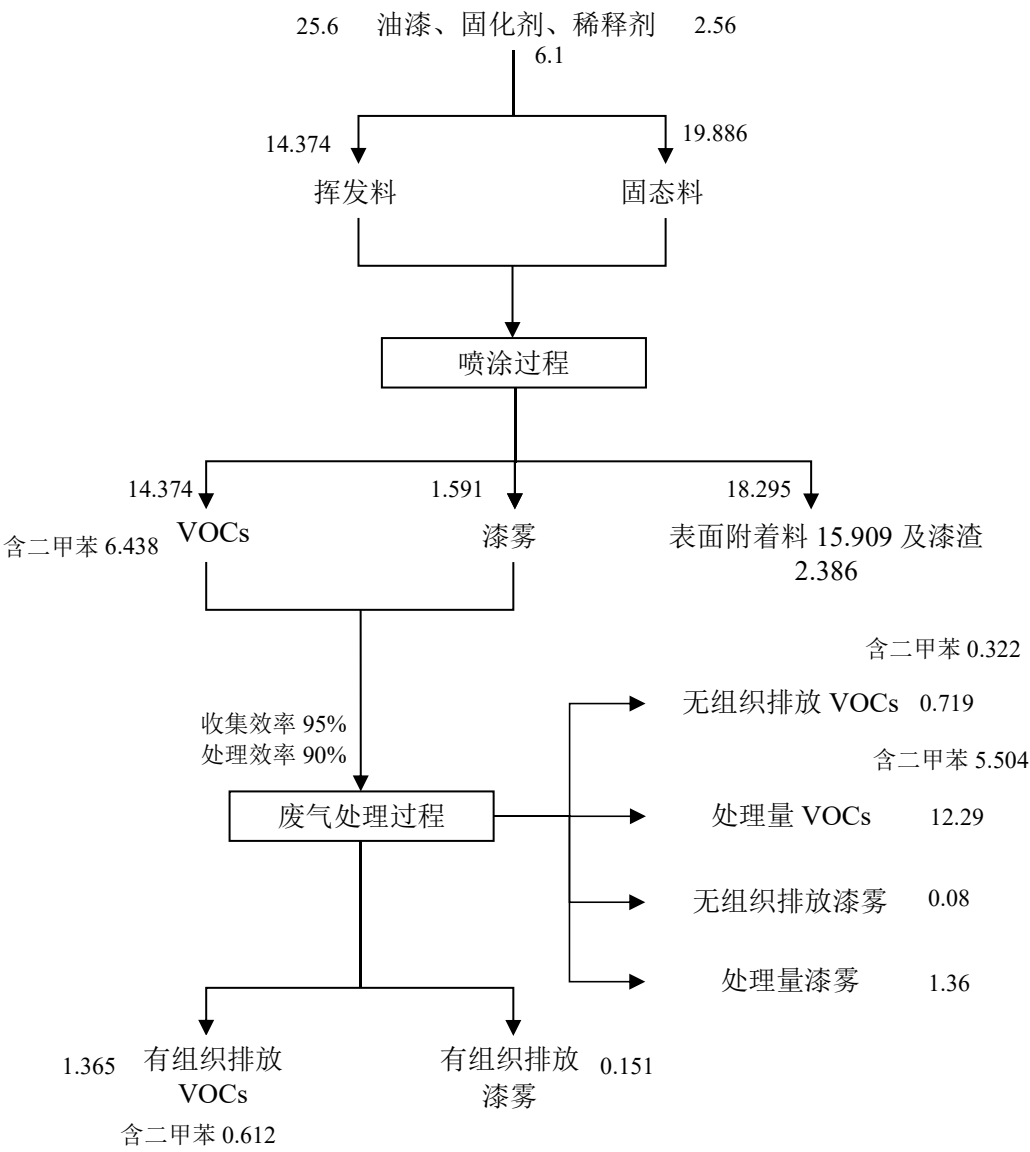 25.6 油漆、固化剂、稀释剂 2.56
6.1
14.374
19.886
挥发料
固态料
喷涂过程
14.374
1.591
18.295
含二甲苯 6.438
VOCs
漆雾
表面附着料 15.909 及漆渣
2.386
含二甲苯 0.322
无组织排放 VOCs 0.719
收集效率 95%
处理效率 90%
含二甲苯 5.504
废气处理过程
处理量 VOCs 12.29
无组织排放漆雾 0.08
处理量漆雾 1.36
1.365
有组织排放
VOCs
含二甲苯 0.612
有组织排放
漆雾
0.151